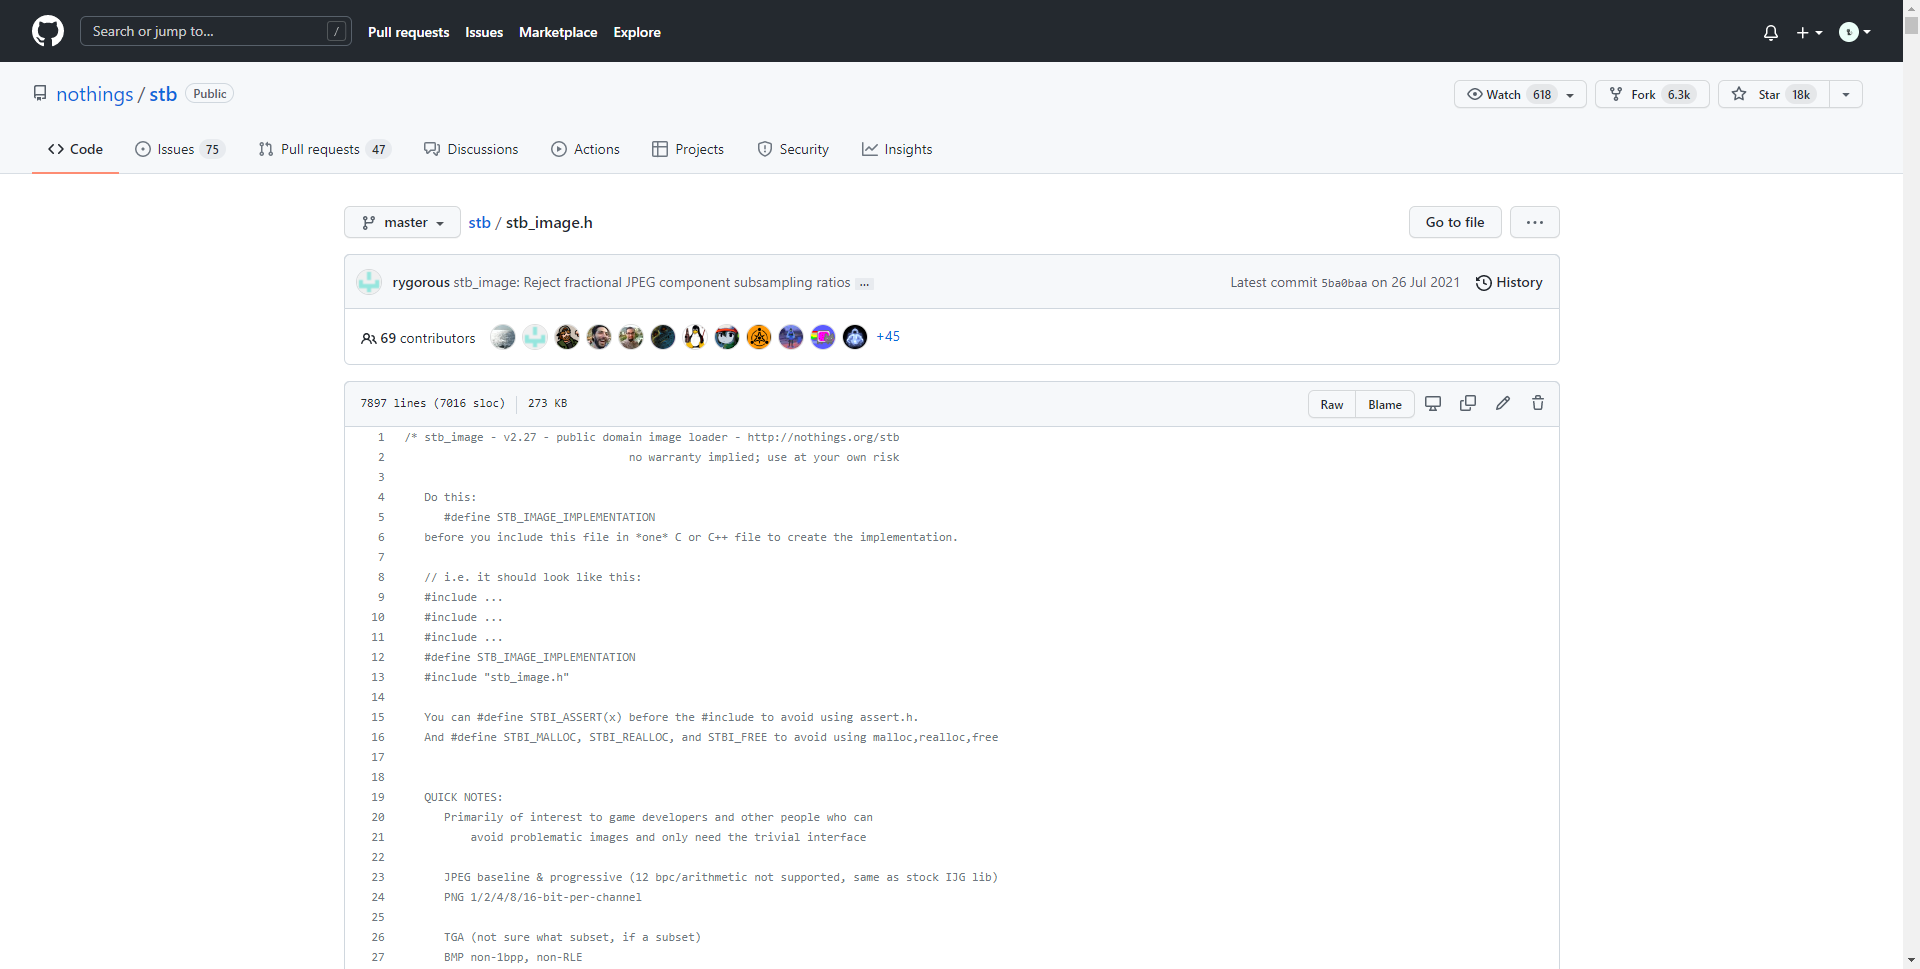 Search or jump to... /
Pull requests Issues Marketplace Explore
nothings / stb Public
Watch 618 Fork 6.3k Star 18k
Code Issues 75 Pull requests 47 Discussions Actions Projects Security Insights
master stb / stb_image.h Go to file ...
rygorous stb_image: Reject fractional JPEG component subsampling ratios ... Latest commit 5ba0baa on 26 Jul 2021 History
69 contributors +45
7897 lines (7016 sloc) 273 KB Raw Blame
1 /* stb_image - v2.27 - public domain image loader - http://nothings.org/stb
2 no warranty implied; use at your own risk
3
4 Do this:
5 #define STB_IMAGE_IMPLEMENTATION
6 before you include this file in *one* C or C++ file to create the implementation.
7
8 // i.e. it should look like this:
9 #include ...
10 #include ...
11 #include ...
12 #define STB_IMAGE_IMPLEMENTATION
13 #include "stb_image.h"
14
15 You can #define STBI_ASSERT(x) before the #include to avoid using assert.h.
16 And #define STBI_MALLOC, STBI_REALLOC, and STBI_FREE to avoid using malloc,realloc,free
17
18
19 QUICK NOTES:
20 Primarily of interest to game developers and other people who can
21 avoid problematic images and only need the trivial interface
22
23 JPEG baseline & progressive (12 bpc/arithmetic not supported, same as stock IJG lib)
24 PNG 1/2/4/8/16-bit-per-channel
25
26 TGA (not sure what subset, if a subset)
27 BMP non-1bpp, non-RLE